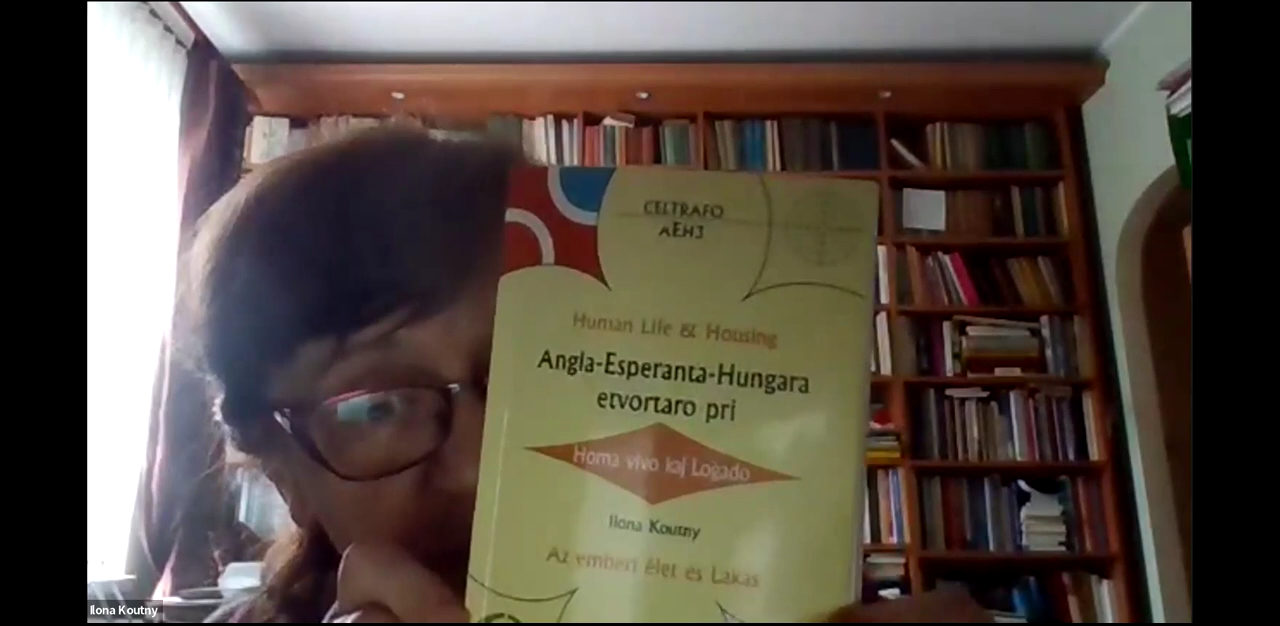 CELTRAFO
AEH3
Human Life & Housing
Angla-Esperanta-Hungara
etvortaro pri
Homa vivo kaj Loĝado
Ilona Koutny
Az emberi élet és Lakás
Ilona Koutny